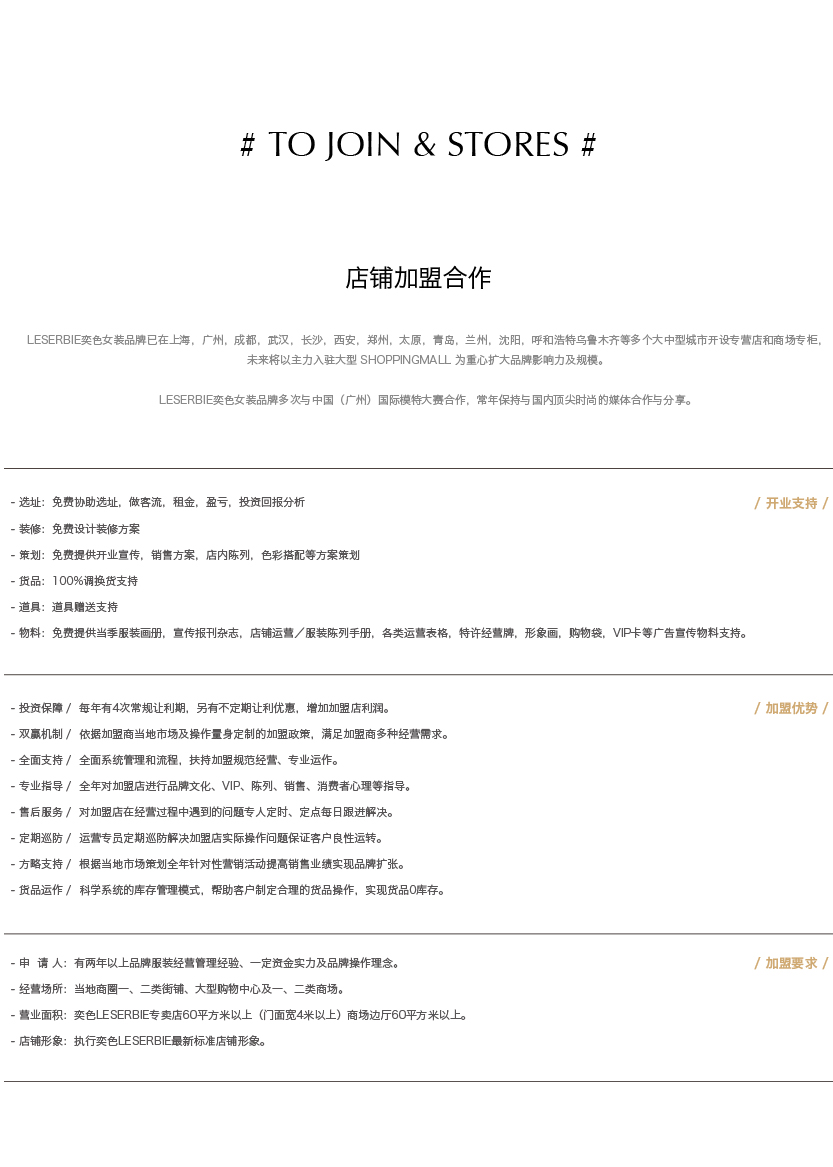 # TO JOIN & STORES #
店铺加盟合作
LESERBIE奕色女装品牌已在上海，广州，成都，武汉，长沙，西安，郑州，太原，青岛，兰州，沈阳，呼和浩特乌鲁木齐等多个大中型城市开设专营店和商场专柜，
未来将以主力入驻大型 SHOPPINGMALL 为重心扩大品牌影响力及规模。
LESERBIE奕色女装品牌多次与中国（广州）国际模特大赛合作，常年保持与国内顶尖时尚的媒体合作与分享。
- 选址：免费协助选址，做客流，租金，盈亏，投资回报分析
/ 开业支持 /
- 装修：免费设计装修方案
- 策划：免费提供开业宣传，销售方案，店内陈列，色彩搭配等方案策划
- 货品：100%调换货支持
- 道具：道具赠送支持
- 物料：免费提供当季服装画册，宣传报刊杂志，店铺运营／服装陈列手册，各类运营表格，特许经营牌，形象画，购物袋，VIP卡等广告宣传物料支持。
- 投资保障 / 每年有4次常规让利期，另有不定期让利优惠，增加加盟店利润。
/ 加盟优势 /
- 双赢机制 / 依据加盟商当地市场及操作量身定制的加盟政策，满足加盟商多种经营需求。
- 全面支持 / 全面系统管理和流程，扶持加盟规范经营、专业运作。
- 专业指导 / 全年对加盟店进行品牌文化、VIP、陈列、销售、消费者心理等指导。
- 售后服务 / 对加盟店在经营过程中遇到的问题专人定时、定点每日跟进解决。
- 定期巡防 / 运营专员定期巡防解决加盟店实际操作问题保证客户良性运转。
- 方略支持 / 根据当地市场策划全年针对性营销活动提高销售业绩实现品牌扩张。
- 货品运作 / 科学系统的库存管理模式，帮助客户制定合理的货品操作，实现货品0库存。
- 申 请 人：有两年以上品牌服装经营管理经验、一定资金实力及品牌操作理念。
/ 加盟要求 /
- 经营场所：当地商圈一、二类街铺、大型购物中心及一、二类商场。
- 营业面积：奕色LESERBIE专卖店60平方米以上（门面宽4米以上）商场边厅60平方米以上。
- 店铺形象：执行奕色LESERBIE最新标准店铺形象。